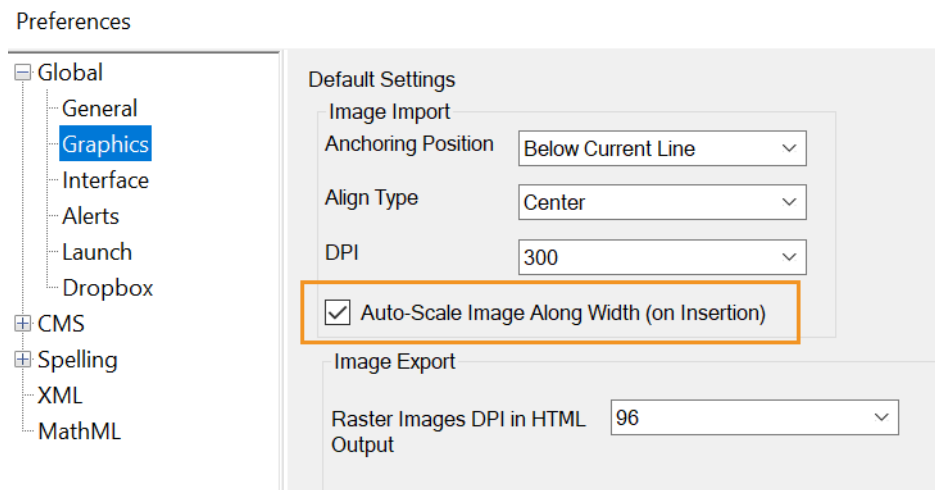 Preferences
Global
General
Graphics
Interface
Alerts
Launch
Dropbox
CMS
Spelling
XML
MathML
Default Settings
Image Import
Anchoring Position Below Current Line
Align Type Center
DPI 300
Auto-Scale Image Along Width (on Insertion)
Image Export
Raster Images DPI in HTML 96
Output